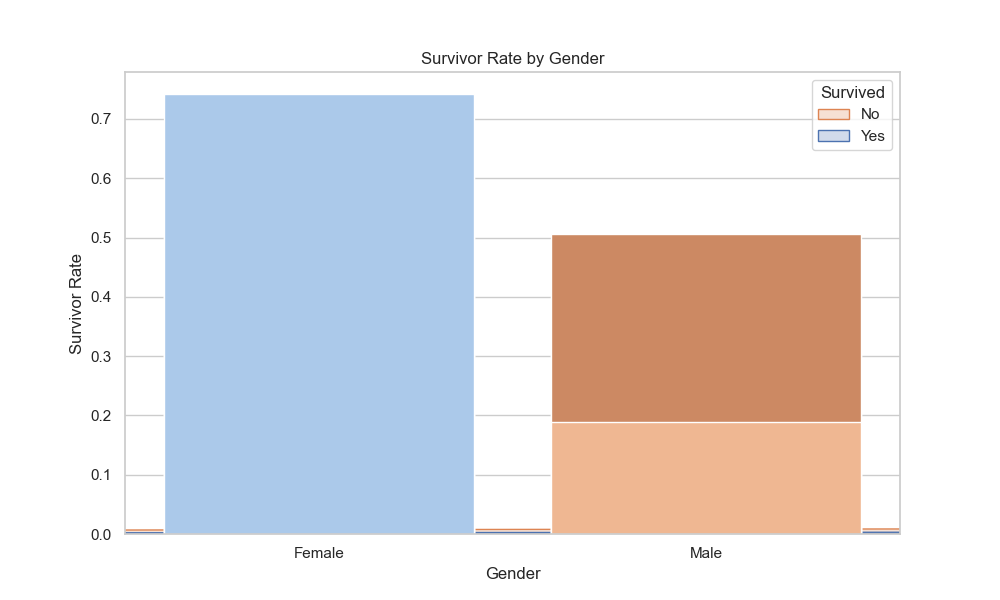 Survivor Rate by Gender
Survived
No
Yes
0.7
0.6
0.5
0.4
0.3
0.2
0.1
0.0
Survivor Rate
Female
Male
Gender